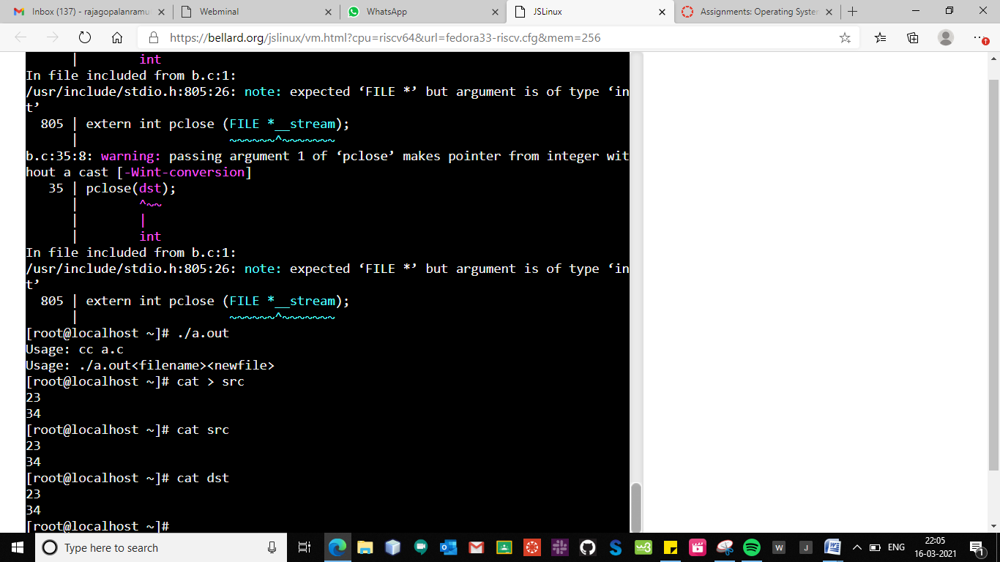 Inbox (137) - rajagopalanramu
Webminal
WhatsApp
JSLinux
Assignments: Operating System
https://bellard.org/jslinux/vm.html?cpu=riscv64&url=fedora33-riscv.cfg&mem=256
| int
In file included from b.c:1:
/usr/include/stdio.h:805:26: note: expected ‘FILE *’ but argument is of type ‘in
t’
805 | extern int pclose (FILE *__stream);
| ~~~~~~^~~~~~~~
b.c:35:8: warning: passing argument 1 of ‘pclose’ makes pointer from integer wit
hout a cast [-Wint-conversion]
35 | pclose(dst);
| ^~~
| |
| int
In file included from b.c:1:
/usr/include/stdio.h:805:26: note: expected ‘FILE *’ but argument is of type ‘in
t’
805 | extern int pclose (FILE *__stream);
| ~~~~~~^~~~~~~~
[root@localhost ~]# ./a.out
Usage: cc a.c
Usage: ./a.out<filename><newfile>
[root@localhost ~]# cat > src
23
34
[root@localhost ~]# cat src
23
34
[root@localhost ~]# cat dst
23
34
[root@localhost ~]#
Type here to search
ENG
22:05
16-03-2021